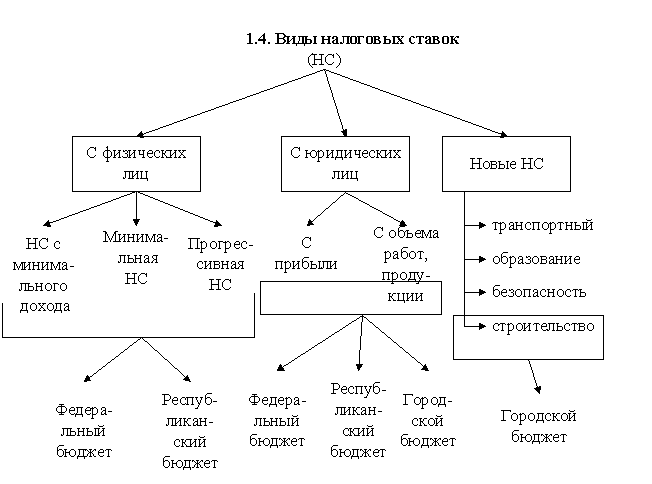 1.4. Виды налоговых ставок
(НС)
С физических
лиц
С юридических
лиц
Новые НС
НС с
минима-
льного
дохода
Минима-
льная
НС
Прогрес-
сивная
НС
С
прибыли
С объема
работ,
проду-
кции
транспортный
образование
безопасность
строительство
Федера-
льный
бюджет
Респуб-
ликан-
ский
бюджет
Федера-
льный
бюджет
Респуб-
ликан-
ский
бюджет
Город-
ской
бюджет
Городской
бюджет